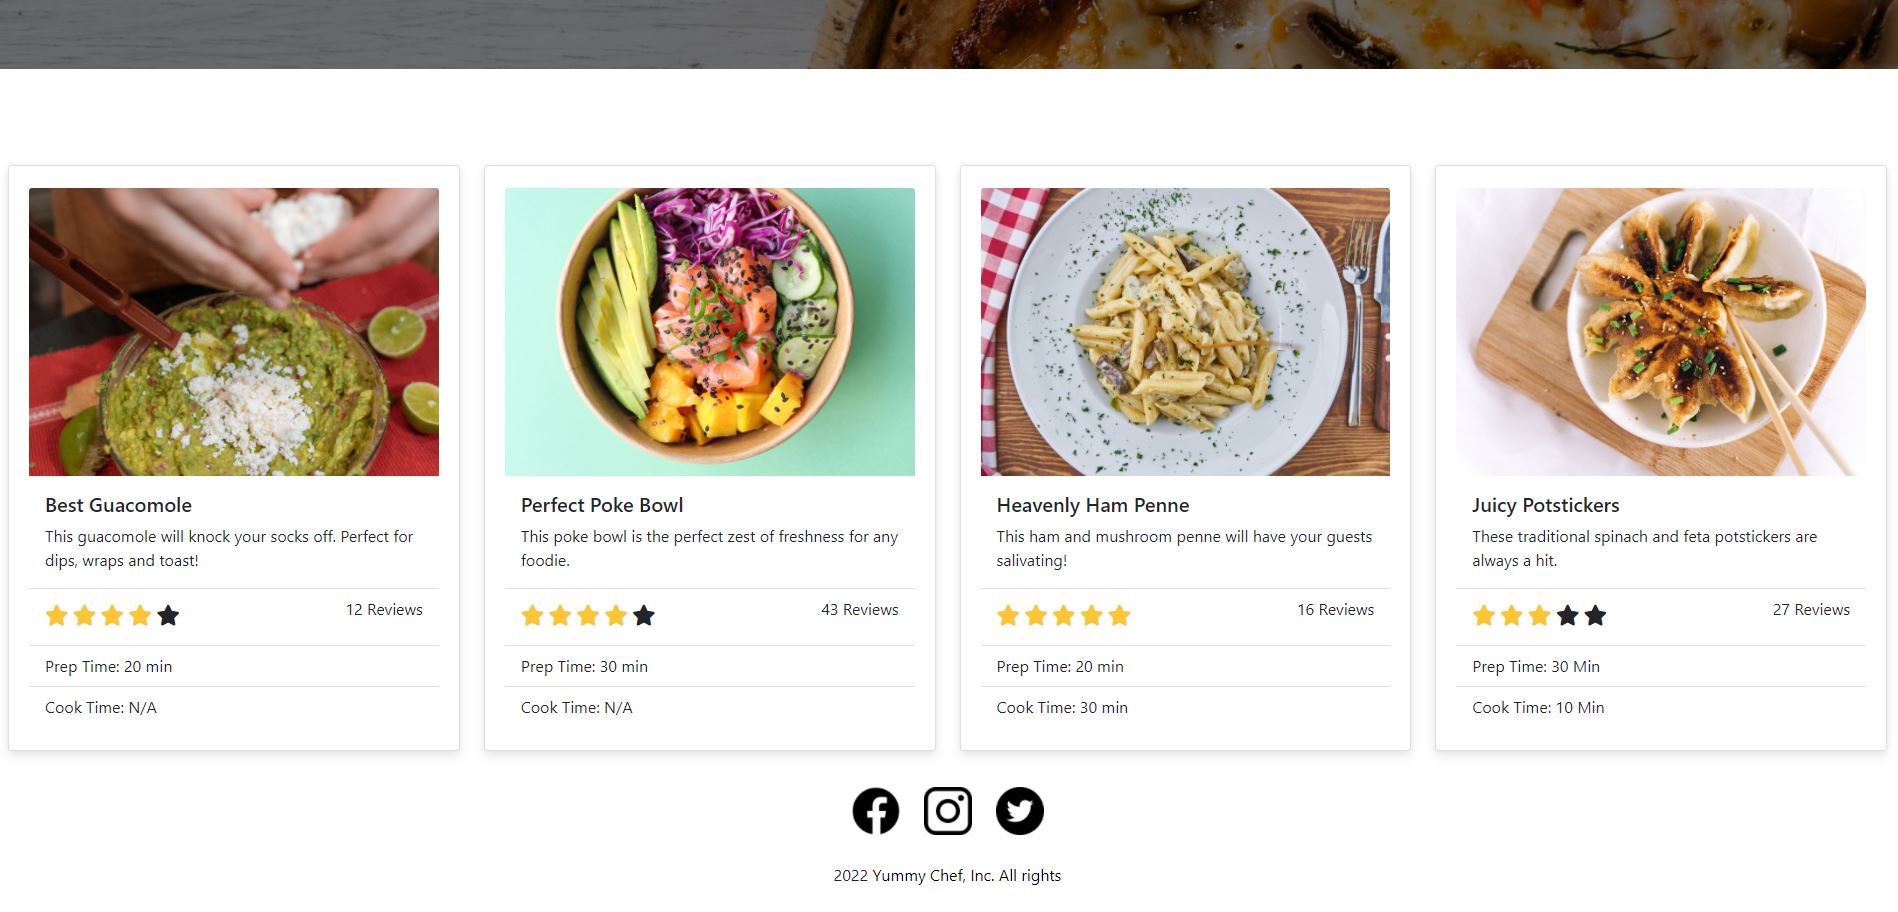 Best Guacomole
This guacomole will knock your socks off. Perfect for
dips, wraps and toast!
12 Reviews
Prep Time: 20 min
Cook Time: N/A
Perfect Poke Bowl
This poke bowl is the perfect zest of freshness for any
foodie.
43 Reviews
Prep Time: 30 min
Cook Time: N/A
Heavenly Ham Penne
This ham and mushroom penne will have your guests
salivating!
16 Reviews
Prep Time: 20 min
Cook Time: 30 min
Juicy Potstickers
These traditional spinach and feta potstickers are
always a hit.
27 Reviews
Prep Time: 30 Min
Cook Time: 10 Min
2022 Yummy Chef, Inc. All rights